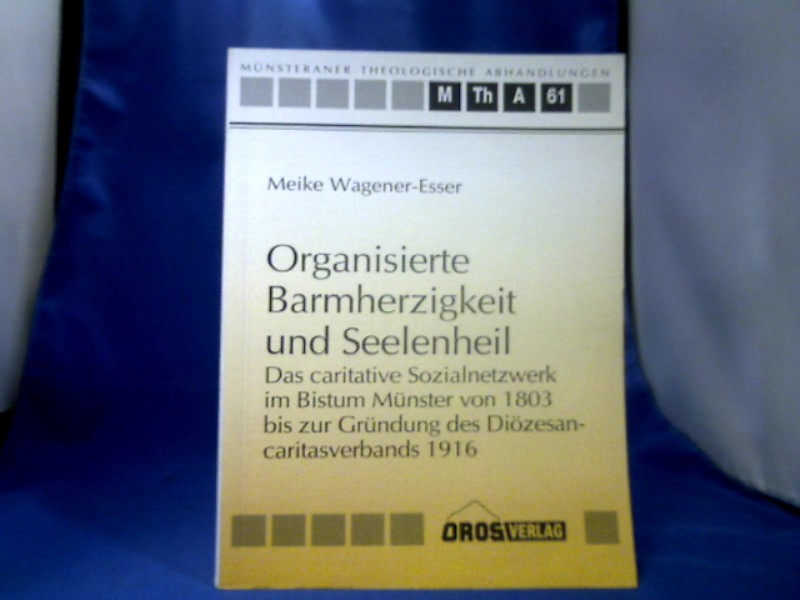 MÜNSTERANER THEOLOGISCHE ABHANDLUNGEN
M Th A 61
Meike Wagener-Esser
Organisierte
Barmherzigkeit
und Seelenheil
Das caritative Sozialnetzwerk
im Bistum Münster von 1803
bis zur Gründung des Diözesan-
caritasverbands 1916
OROS VERLAG